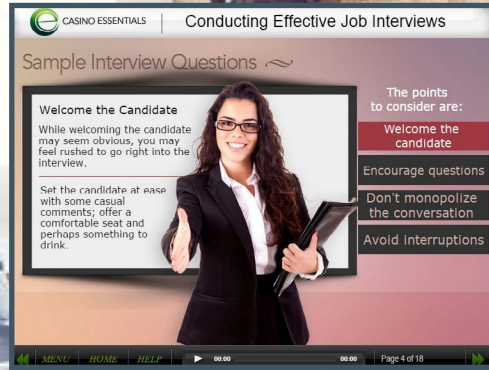 CASINO ESSENTIALS
Conducting Effective Job Interviews
Sample Interview Questions
Welcome the Candidate
While welcoming the candidate
may seem obvious, you may
feel rushed to go right into the
interview.
Set the candidate at ease
with some casual
comments; offer a
comfortable seat and
perhaps something to
drink.
The points
to consider are:
Welcome the
candidate
Encourage questions
Don't monopolize
the conversation
Avoid interruptions
MENU HOME HELP 00:00 00:00 Page 4 of 18